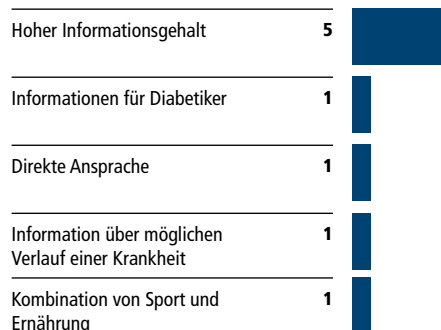 Hoher Informationsgehalt 5
Informationen für Diabetiker 1
Direkte Ansprache 1
Information über möglichen 1
Verlauf einer Krankheit
Kombination von Sport und 1
Ernährung